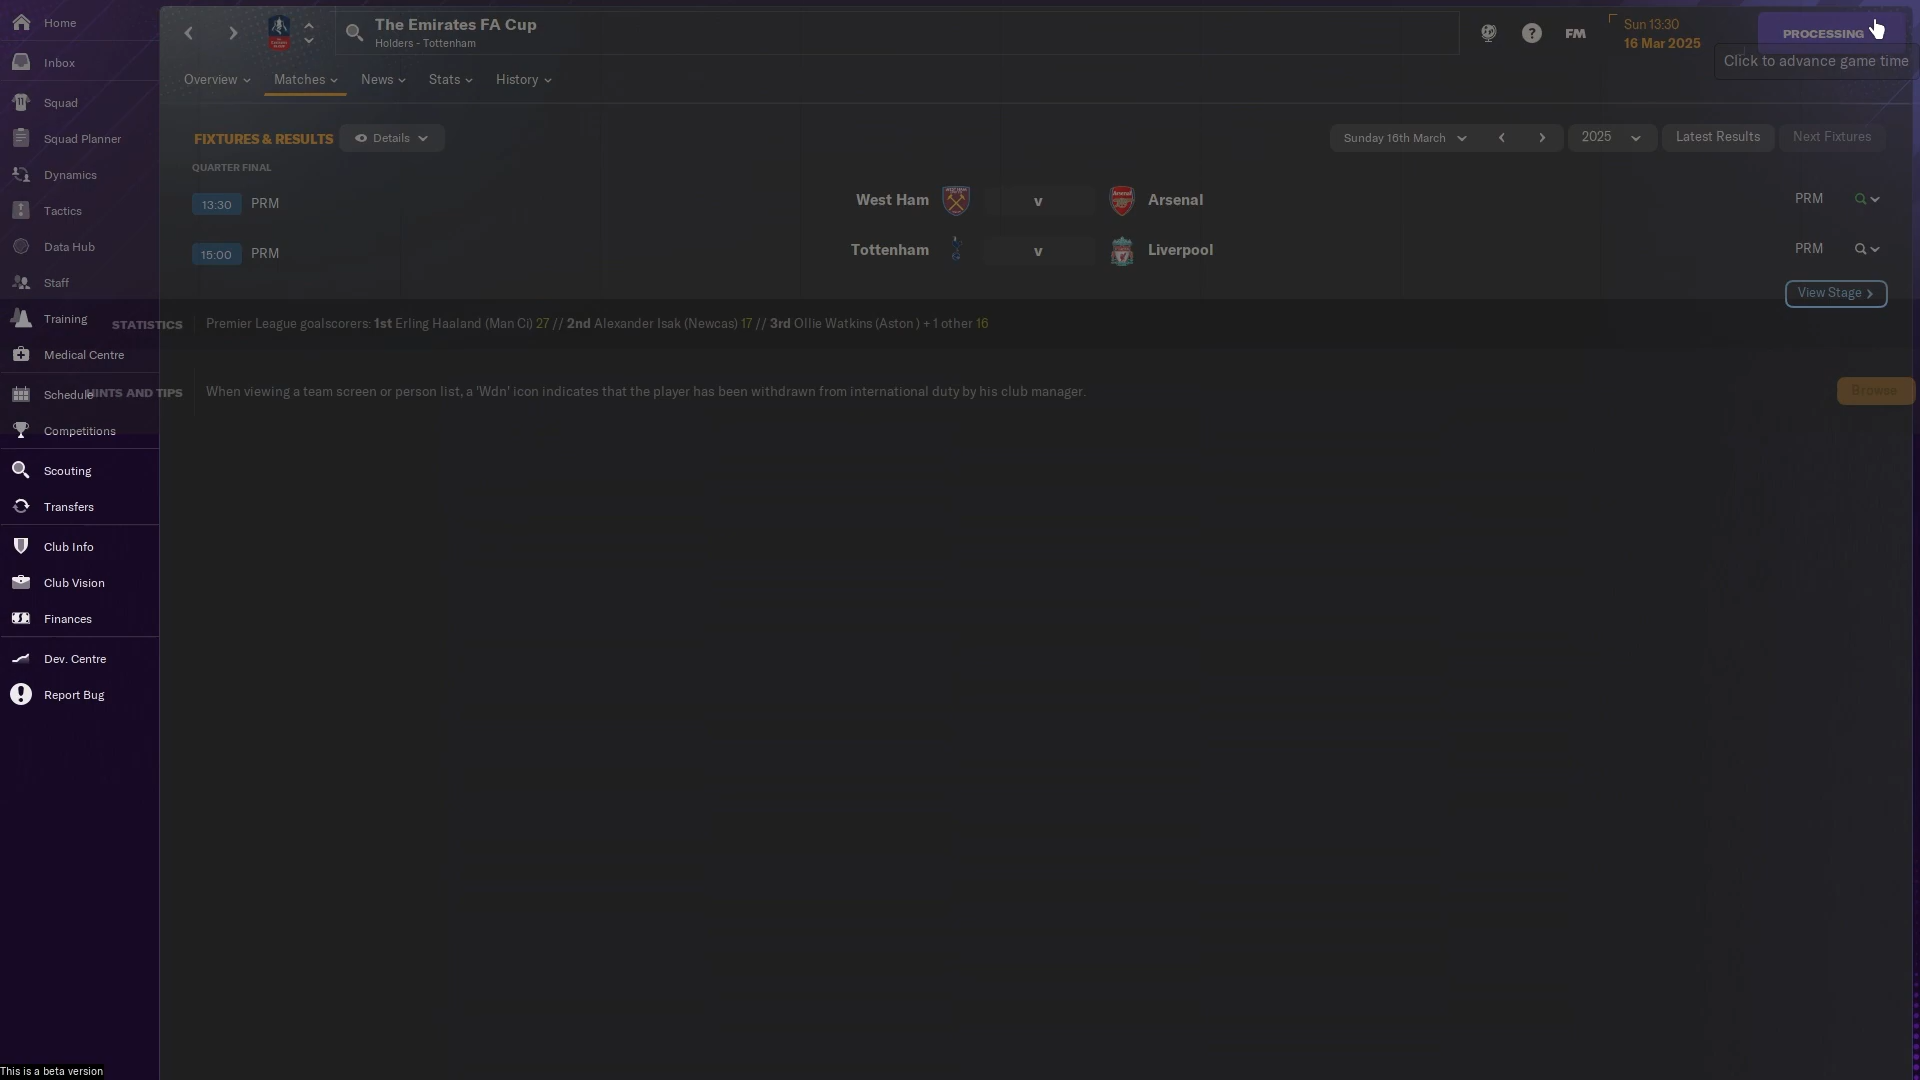 Home
Inbox
Squad
Squad Planner
Dynamics
Tactics
Data Hub
Staff
Training
Medical Centre
Schedule
Competitions
Scouting
Transfers
Club Info
Club Vision
Finances
Dev. Centre
Report Bug
This is a beta version
The Emirates FA Cup
Holders - Tottenham
FM
Sun 13:30
16 Mar 2025
PROCESSING
Click to advance game time
Overview Matches News Stats History
FIXTURES & RESULTS Details Sunday 16th March 2025 Latest Results Next Fixtures
QUARTER FINAL
13:30 PRM West Ham v Arsenal PRM
15:00 PRM Tottenham v Liverpool PRM
View Stage
STATISTICS Premier League goalscorers: 1st Erling Haaland (Man Ci) 27 // 2nd Alexander Isak (Newcas) 17 // 3rd Ollie Watkins (Aston ) + 1 other 16
HINTS AND TIPS When viewing a team screen or person list, a 'Wdn' icon indicates that the player has been withdrawn from international duty by his club manager. Browse